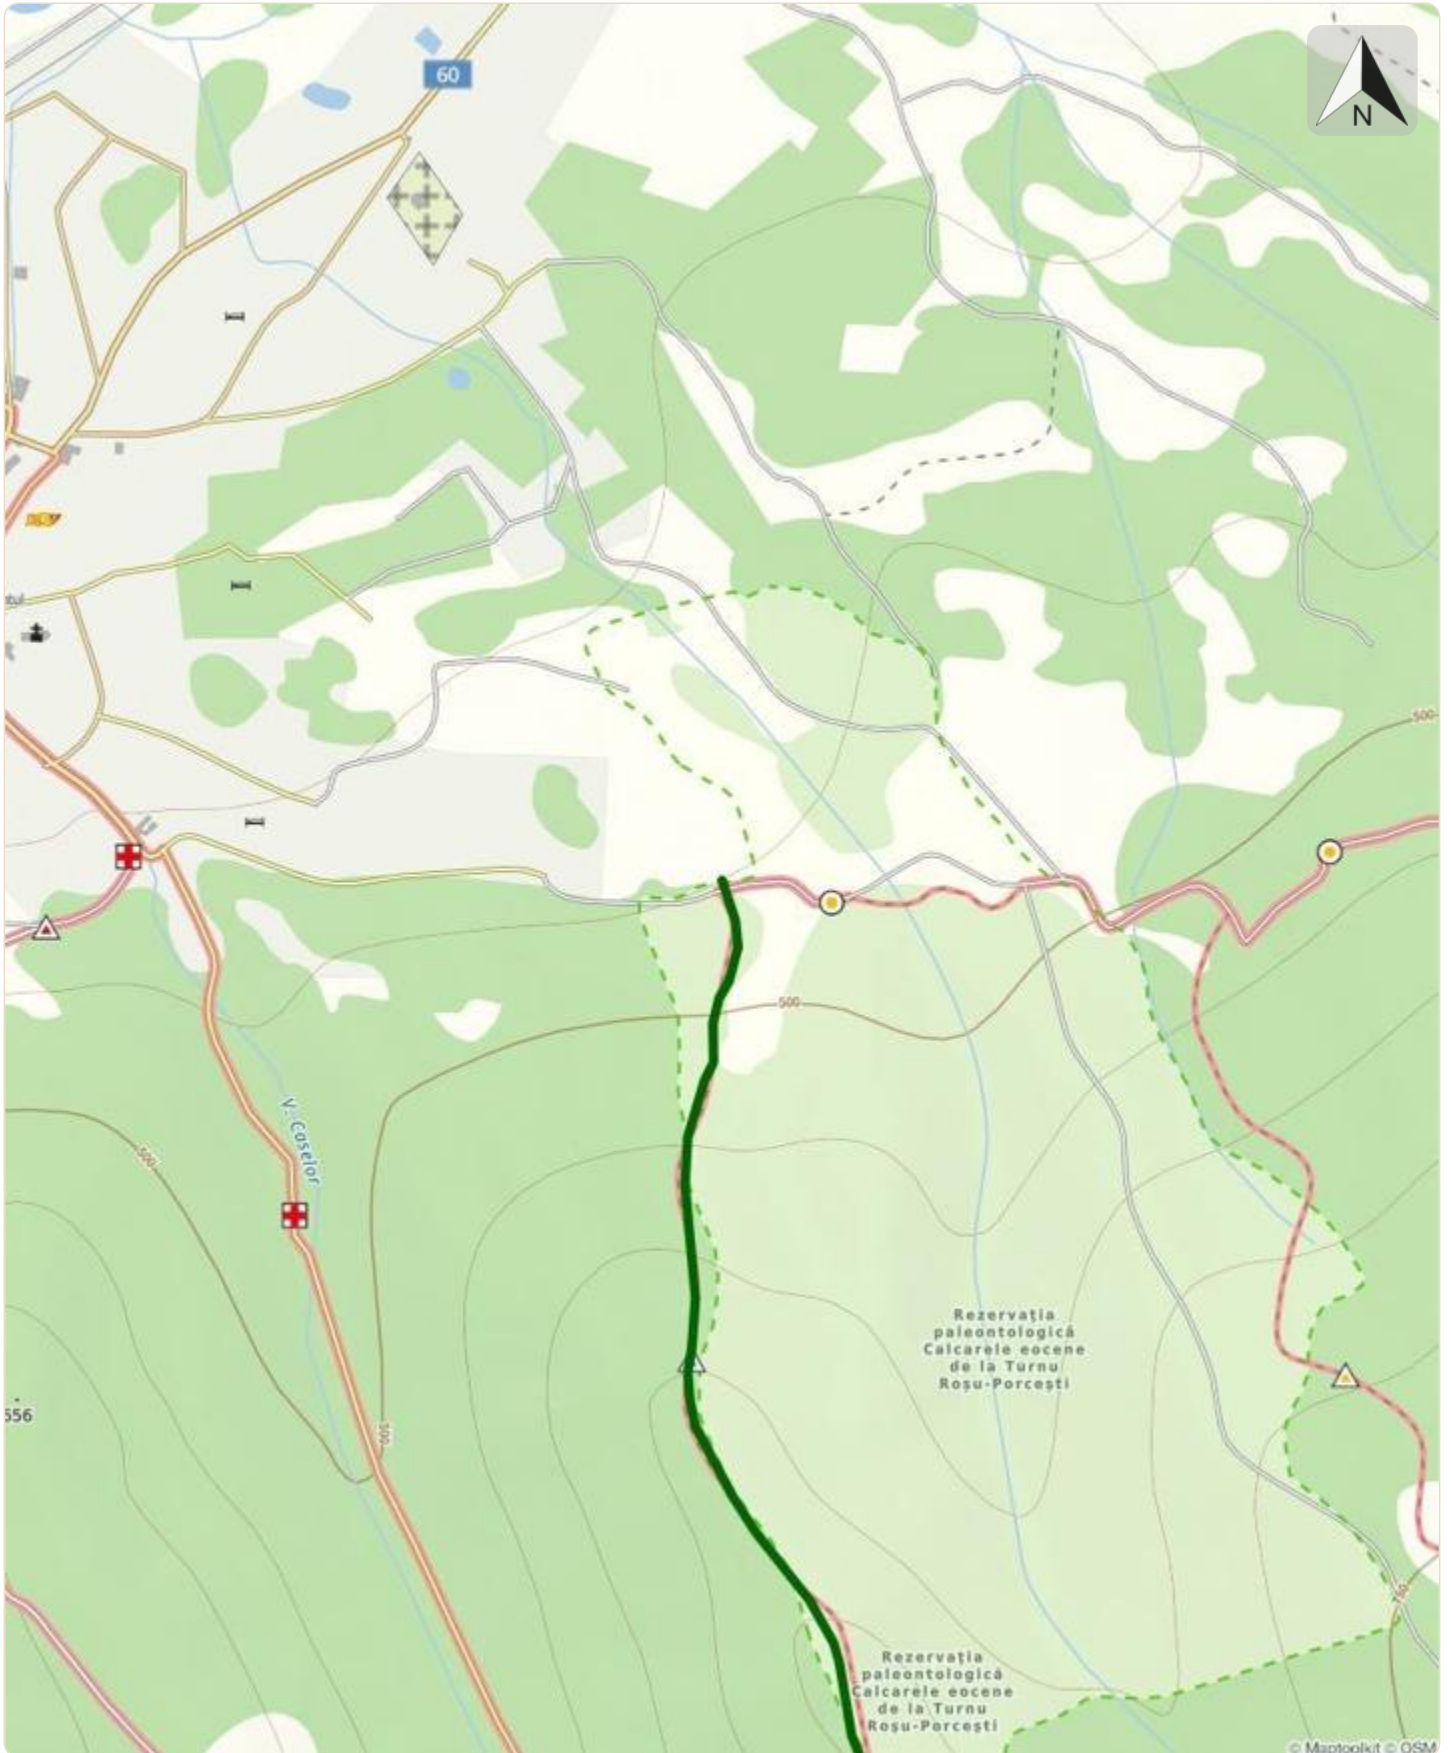 60
N
500
500
V. Caselor
500
Rezervația
paleontologică
Calcarele eocene
de la Turnu
Roșu-Porcești
556
500
750
Rezervația
paleontologică
Calcarele eocene
de la Turnu
Roșu-Porcești
© Maptoolkit © OSM